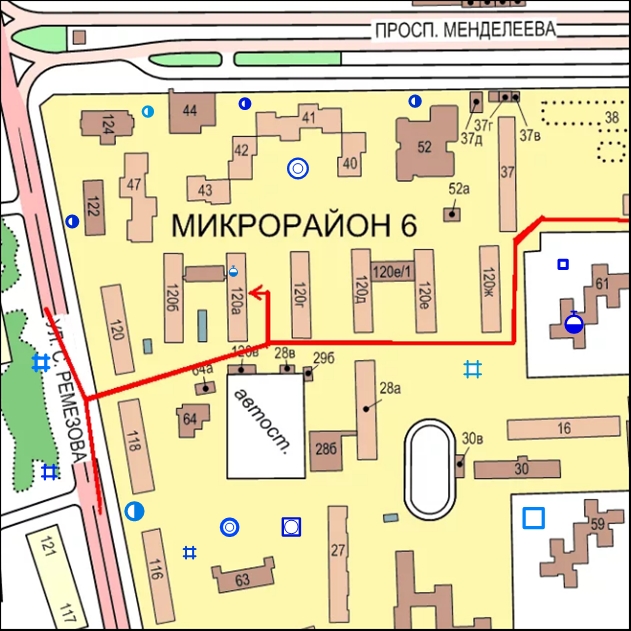 ПРОСП. МЕНДЕЛЕЕВА
44
41
37г
37д
37в
38
124
42
40
52
37
47
43
122
52а
МИКРОРАЙОН 6
120б
120а
120г
120д
120е/1
120е
120ж
61
120
УЛ. С. РЕМЕЗОВА
120в
28в
29б
64а
28а
автост.
64
118
28б
30в
16
30
59
121
116
63
27
117